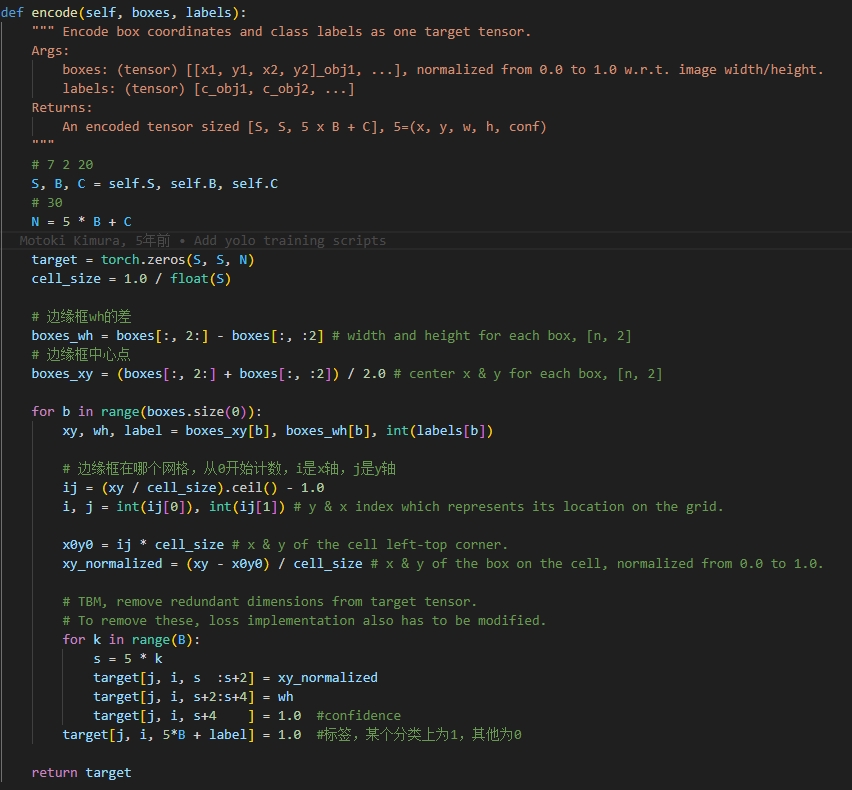 def encode(self, boxes, labels):
""" Encode box coordinates and class labels as one target tensor.
Args:
boxes: (tensor) [[x1, y1, x2, y2]_obj1, ...], normalized from 0.0 to 1.0 w.r.t. image width/height.
labels: (tensor) [c_obj1, c_obj2, ...]
Returns:
An encoded tensor sized [S, S, 5 x B + C], 5=(x, y, w, h, conf)
"""
# 7 2 20
S, B, C = self.S, self.B, self.C
# 30
N = 5 * B + C
Motoki Kimura, 5年前 • Add yolo training scripts
target = torch.zeros(S, S, N)
cell_size = 1.0 / float(S)
# 边缘框wh的差
boxes_wh = boxes[:, 2:] - boxes[:, :2] # width and height for each box, [n, 2]
# 边缘框中心点
boxes_xy = (boxes[:, 2:] + boxes[:, :2]) / 2.0 # center x & y for each box, [n, 2]
for b in range(boxes.size(0)):
xy, wh, label = boxes_xy[b], boxes_wh[b], int(labels[b])
# 边缘框在哪个网格，从0开始计数，i是x轴，j是y轴
ij = (xy / cell_size).ceil() - 1.0
i, j = int(ij[0]), int(ij[1]) # y & x index which represents its location on the grid.
x0y0 = ij * cell_size # x & y of the cell left-top corner.
xy_normalized = (xy - x0y0) / cell_size # x & y of the box on the cell, normalized from 0.0 to 1.0.
# TBM, remove redundant dimensions from target tensor.
# To remove these, loss implementation also has to be modified.
for k in range(B):
s = 5 * k
target[j, i, s  :s+2] = xy_normalized
target[j, i, s+2:s+4] = wh
target[j, i, s+4    ] = 1.0  #confidence
target[j, i, 5*B + label] = 1.0  #标签，某个分类上为1，其他为0
return target